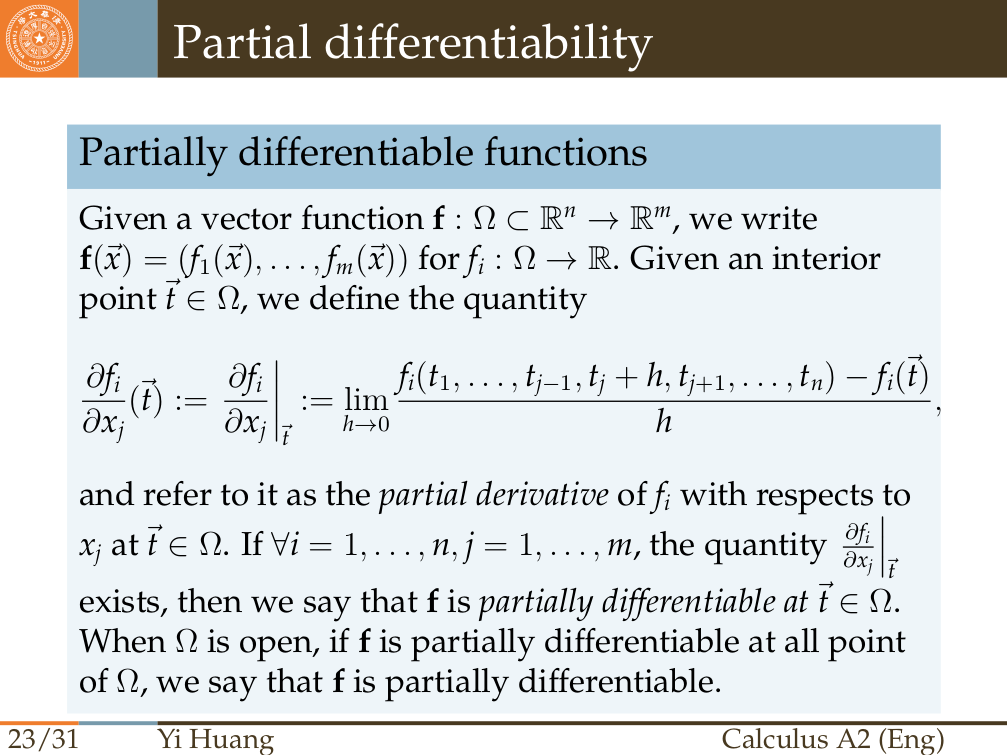 Partial differentiability
Partially differentiable functions
Given a vector function f : Ω ⊂ ℝⁿ → ℝᵐ, we write
f(x⃗) = (f₁(x⃗), . . . , fₘ(x⃗)) for fᵢ : Ω → ℝ. Given an interior
point t⃗ ∈ Ω, we define the quantity
∂fᵢ/∂xⱼ (t⃗) := ∂fᵢ/∂xⱼ |_t⃗ := lim_{h→0} (fᵢ(t₁, . . . , tⱼ₋₁, tⱼ + h, tⱼ₊₁, . . . , tₙ) − fᵢ(t⃗))/h,
and refer to it as the partial derivative of fᵢ with respects to
xⱼ at t⃗ ∈ Ω. If ∀i = 1, . . . , n, j = 1, . . . , m, the quantity ∂fᵢ/∂xⱼ |_t⃗
exists, then we say that f is partially differentiable at t⃗ ∈ Ω.
When Ω is open, if f is partially differentiable at all point
of Ω, we say that f is partially differentiable.
23/31 Yi Huang Calculus A2 (Eng)